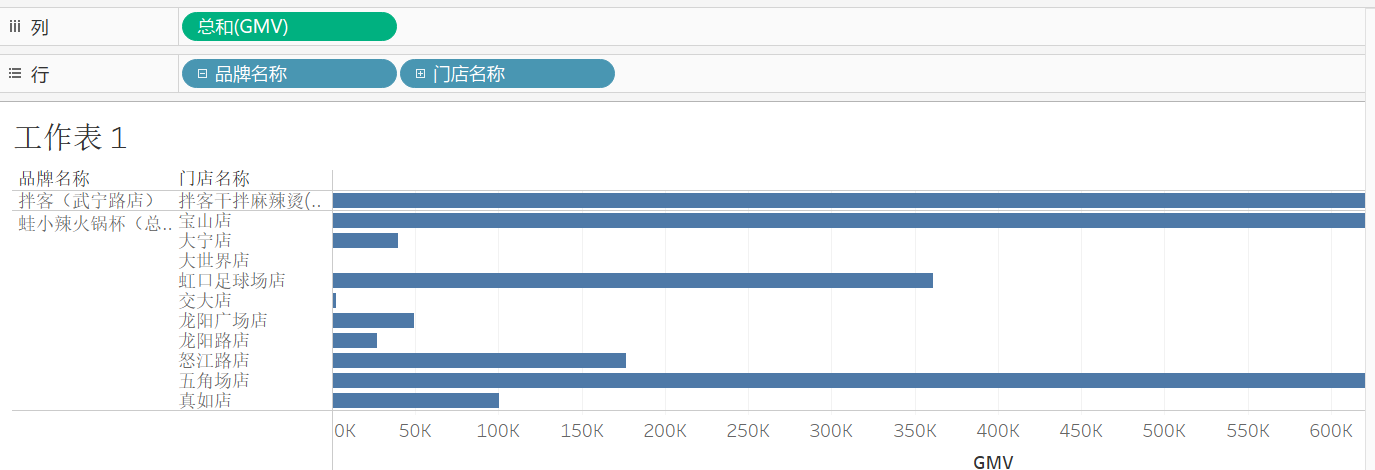 列 总和(GMV)
行 品牌名称 门店名称
工作表 1
品牌名称 门店名称
拌客（武宁路店） 拌客干拌麻辣烫(..
蛙小辣火锅杯（总.. 宝山店
大宁店
大世界店
虹口足球场店
交大店
龙阳广场店
龙阳路店
怒江路店
五角场店
真如店
0K 50K 100K 150K 200K 250K 300K 350K 400K 450K 500K 550K 600K
GMV